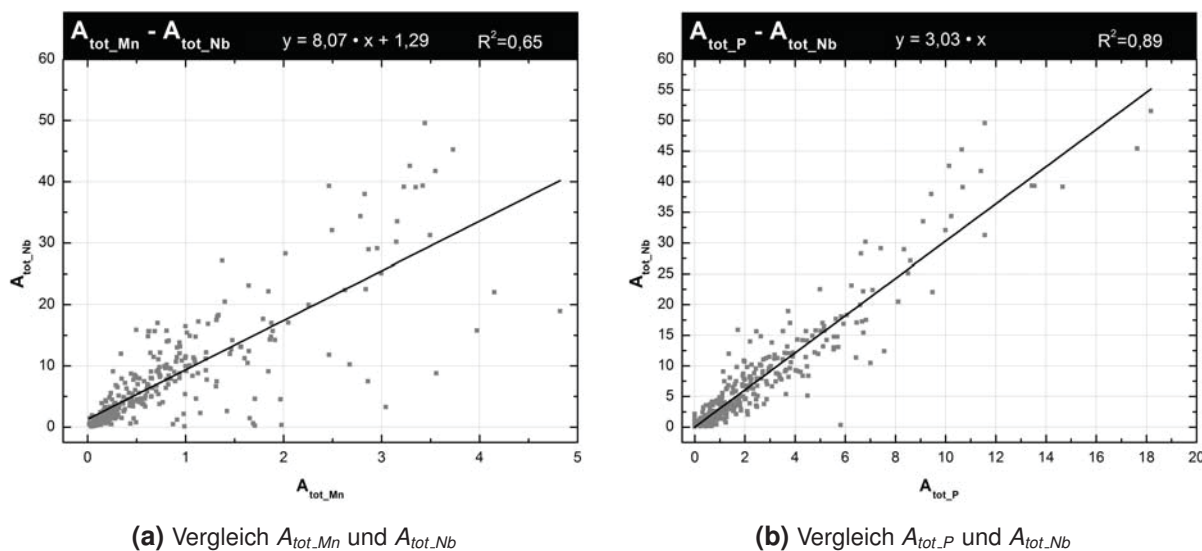 A_tot_Mn - A_tot_Nb y = 8,07 • x + 1,29 R²=0,65
60
50
40
30
20
10
0
A_tot_Nb
0 1 2 3 4 5
A_tot_Mn
(a) Vergleich A_tot_Mn und A_tot_Nb
A_tot_P - A_tot_Nb y = 3,03 • x R²=0,89
60
55
50
45
40
35
30
25
20
15
10
5
0
A_tot_Nb
0 2 4 6 8 10 12 14 16 18 20
A_tot_P
(b) Vergleich A_tot_P und A_tot_Nb